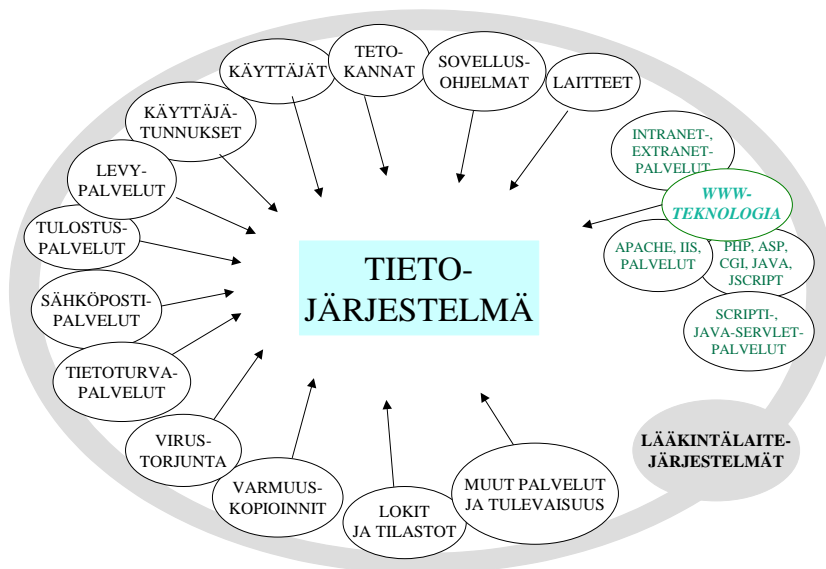 TETO-
KANNAT
SOVELLUS-
OHJELMAT
KÄYTTÄJÄT
LAITTEET
KÄYTTÄJÄ-
TUNNUKSET
INTRANET-,
EXTRANET-
PALVELUT
LEVY-
PALVELUT
WWW-
TEKNOLOGIA
TULOSTUS-
PALVELUT
APACHE, IIS,
PALVELUT
PHP, ASP,
CGI, JAVA,
JSCRIPT
TIETO-
JÄRJESTELMÄ
SÄHKÖPOSTI-
PALVELUT
SCRIPTI-,
JAVA-SERVLET-
PALVELUT
TIETOTURVA-
PALVELUT
VIRUS-
TORJUNTA
LÄÄKINTÄLAITE-
JÄRJESTELMÄT
VARMUUS-
KOPIOINNIT
LOKIT
JA TILASTOT
MUUT PALVELUT
JA TULEVAISUUS